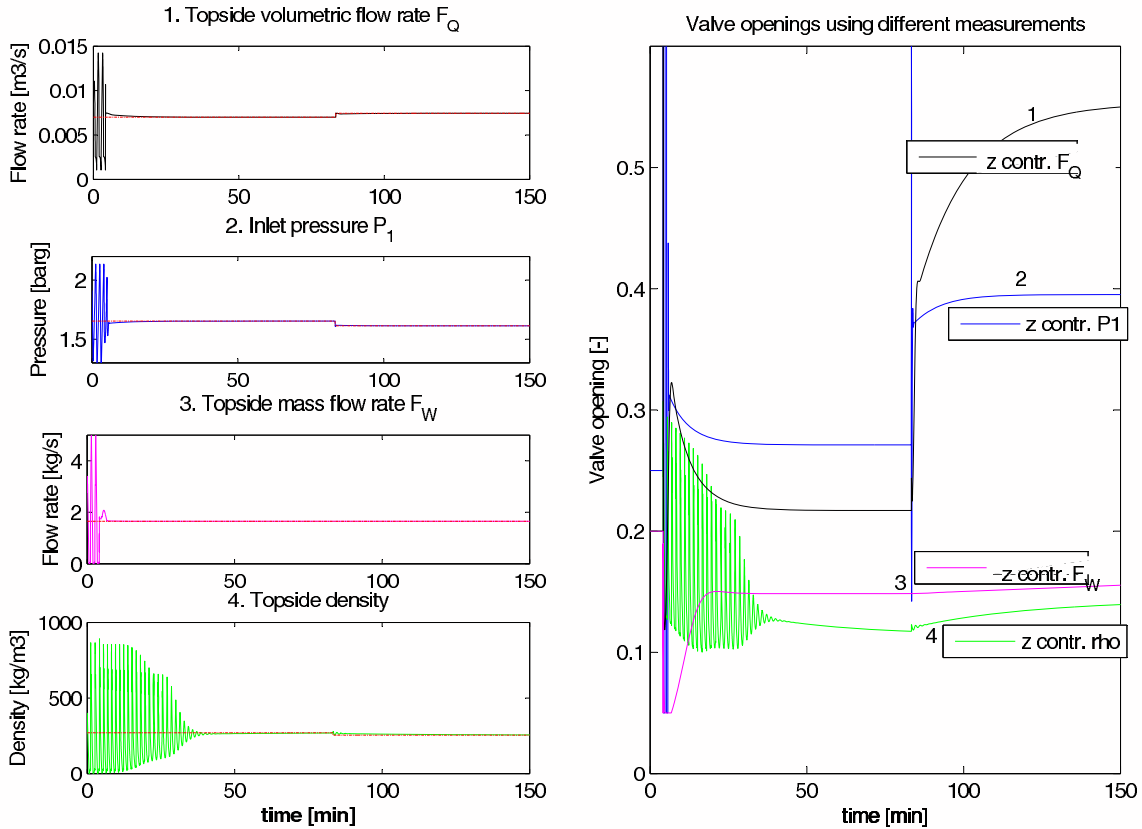 1. Topside volumetric flow rate F_Q
Flow rate [m3/s]
0.015
0.01
0.005
0
0 50 100 150
2. Inlet pressure P_1
Pressure [barg]
2
1.5
0 50 100 150
3. Topside mass flow rate F_W
Flow rate [kg/s]
4
2
0
0 50 100 150
4. Topside density
Density [kg/m3]
1000
500
0
0 50 100 150
time [min]
Valve openings using different measurements
Valve opening [-]
0.5
0.4
0.3
0.2
0.1
0
1
z contr. F_Q
2
z contr. P1
z contr. F_W
3
4
z contr. rho
0 50 100 150
time [min]